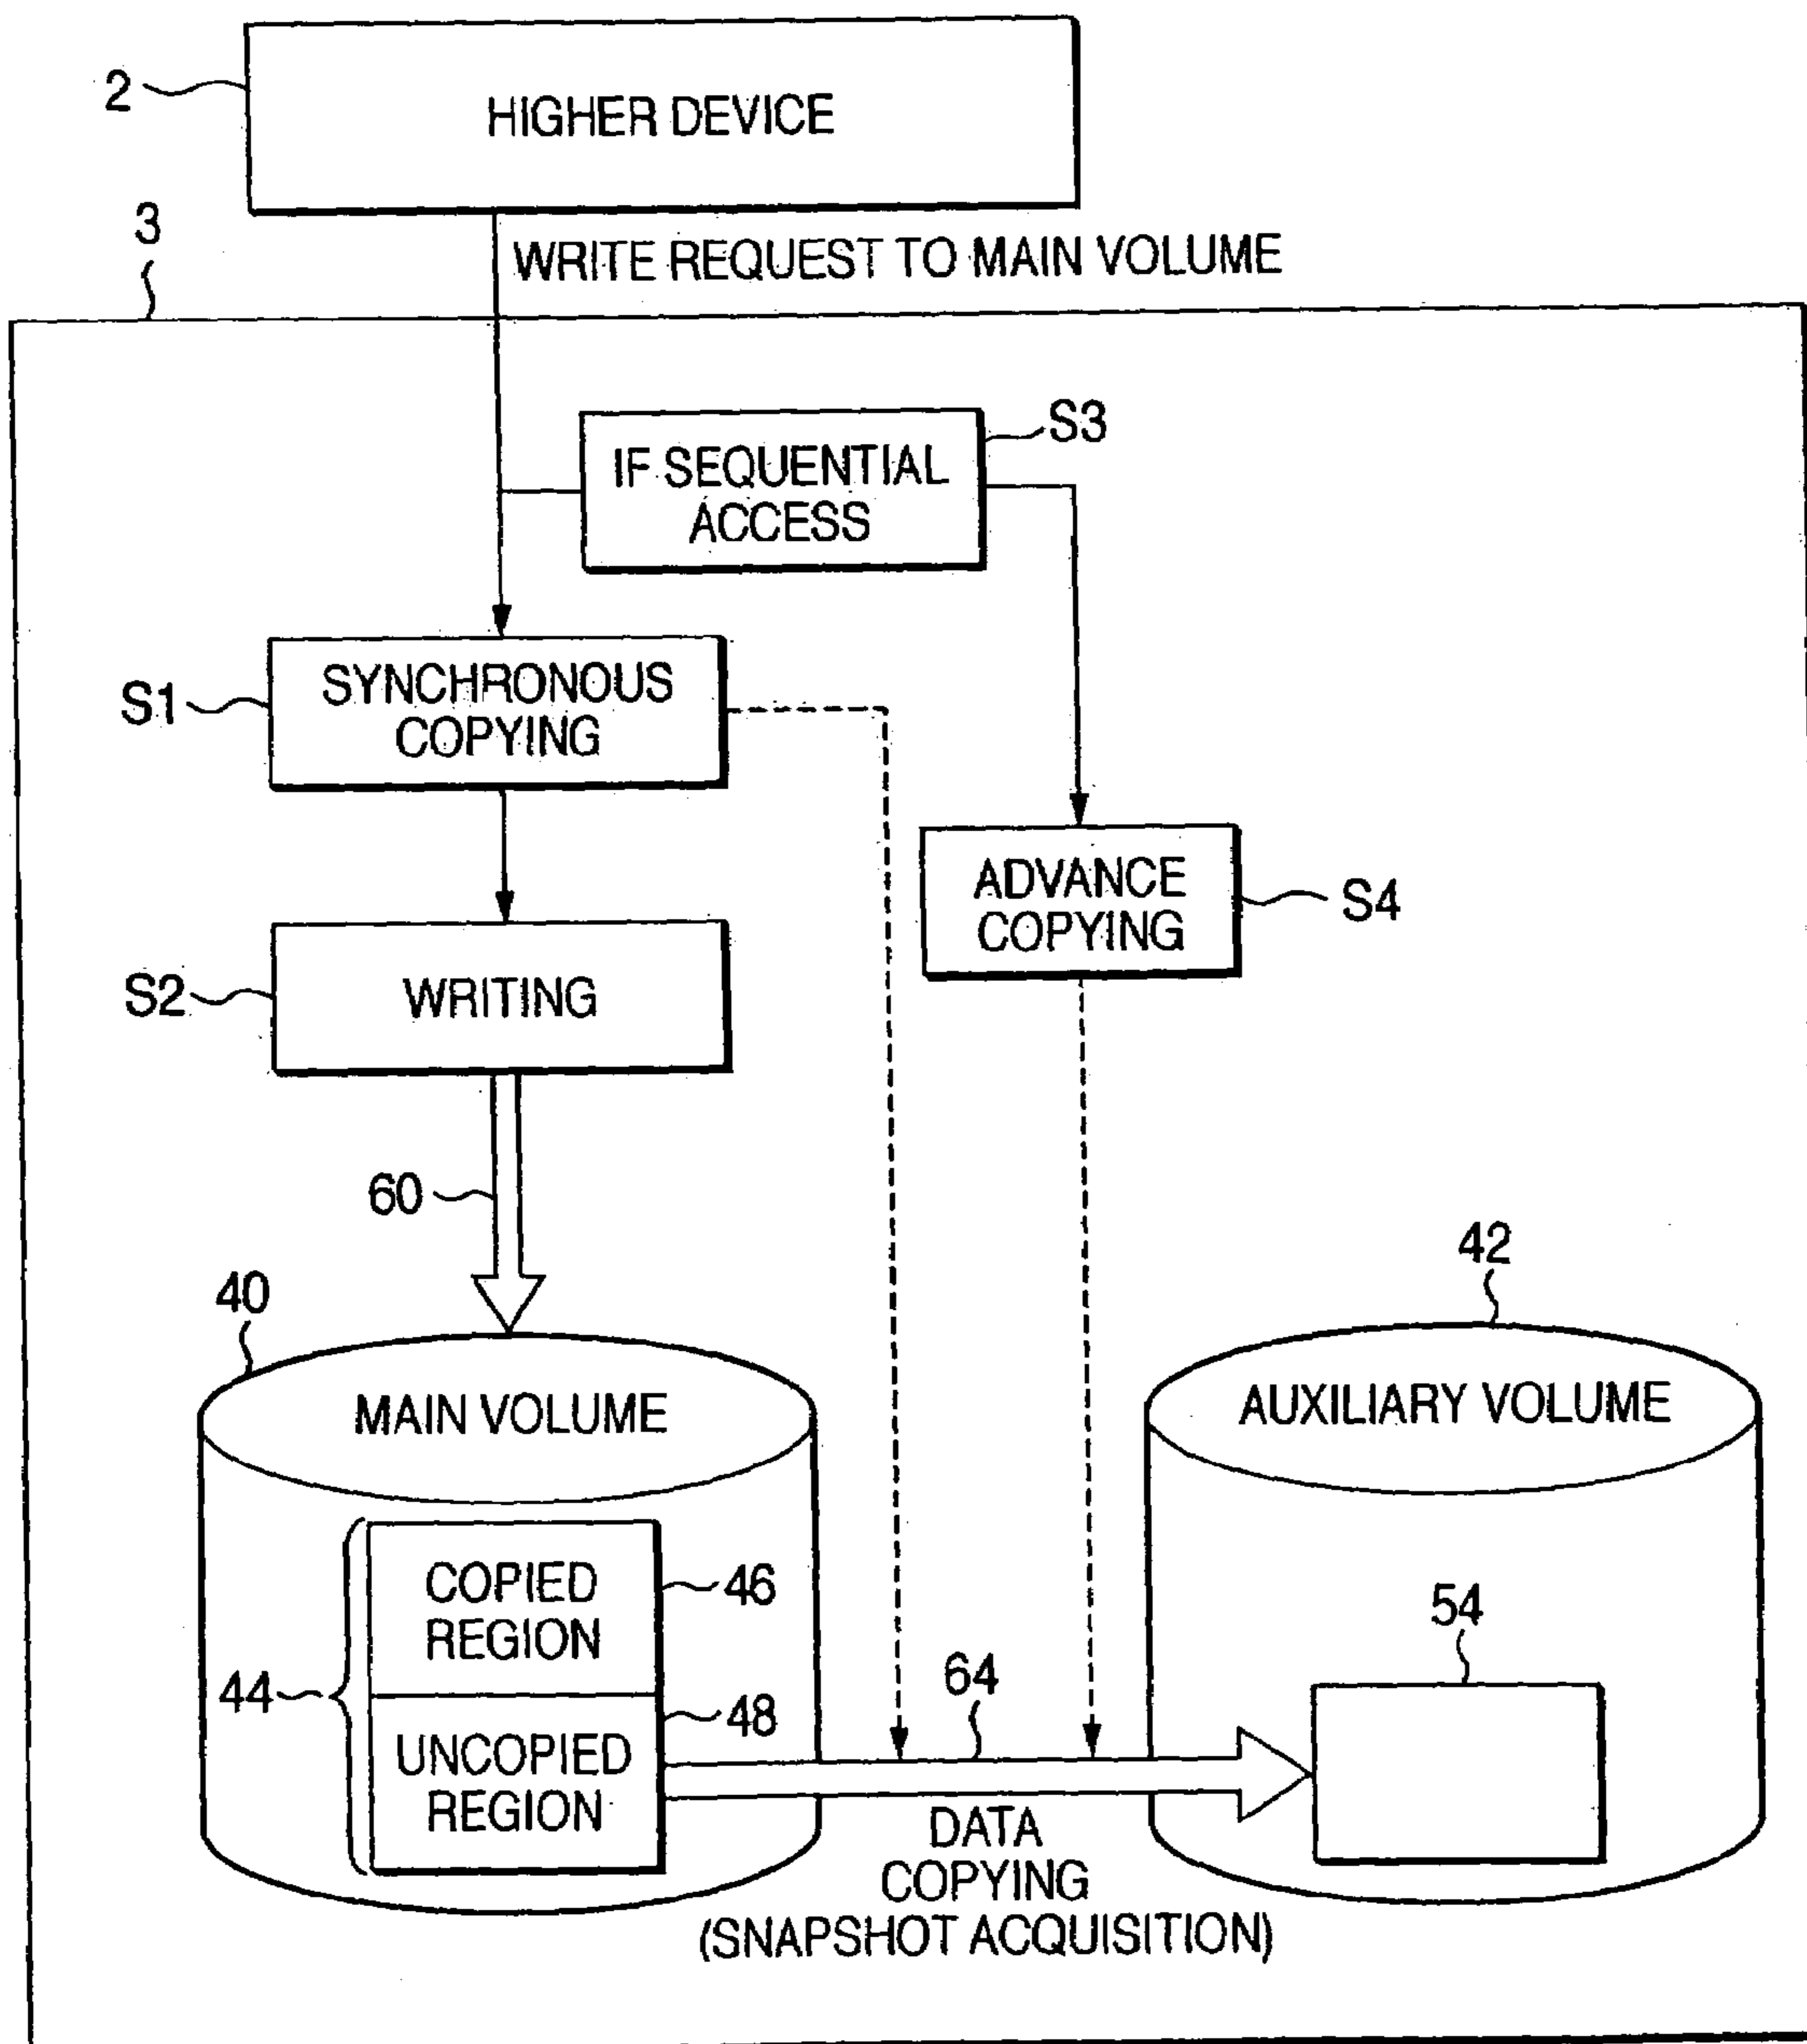 2
HIGHER DEVICE
3
WRITE REQUEST TO MAIN VOLUME
IF SEQUENTIAL
ACCESS
S3
S1
SYNCHRONOUS
COPYING
ADVANCE
COPYING
S4
S2
WRITING
60
40
42
MAIN VOLUME
AUXILIARY VOLUME
COPIED
REGION
46
54
44
48
64
UNCOPIED
REGION
DATA
COPYING
(SNAPSHOT ACQUISITION)